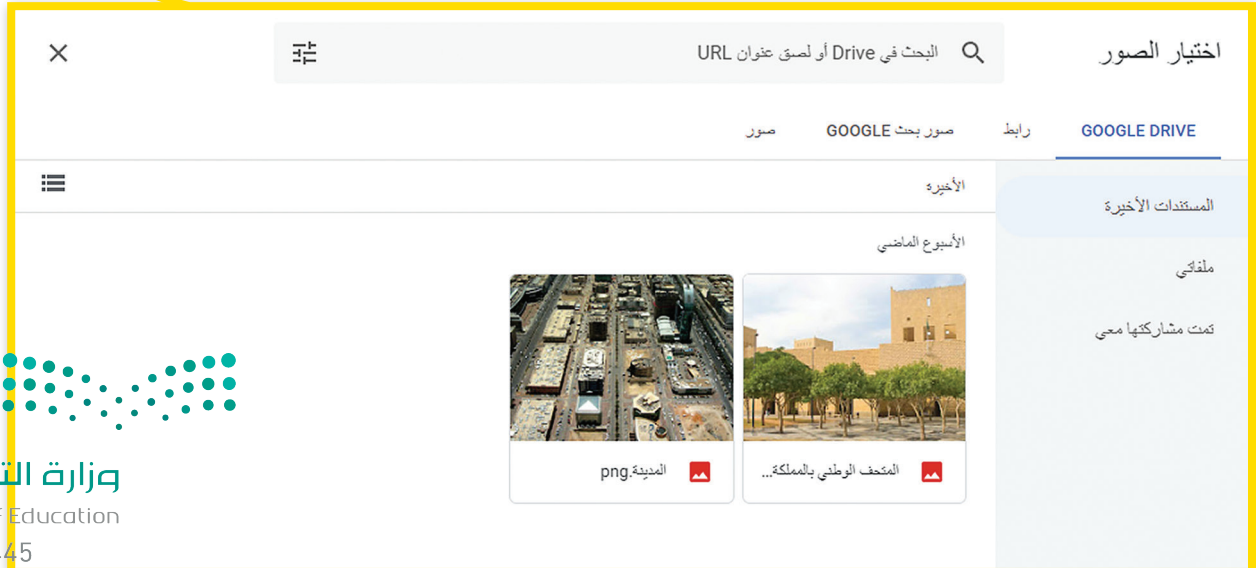 اختيار الصور
البحث في Drive أو لصق عنوان URL
GOOGLE DRIVE رابط صور بحث GOOGLE صور
المستندات الأخيرة
ملفاتي
تمت مشاركتها معي
الأخيرة
الأسبوع الماضي
المتحف الوطني بالمملكة...
المدينة.png
وزارة
Education
45